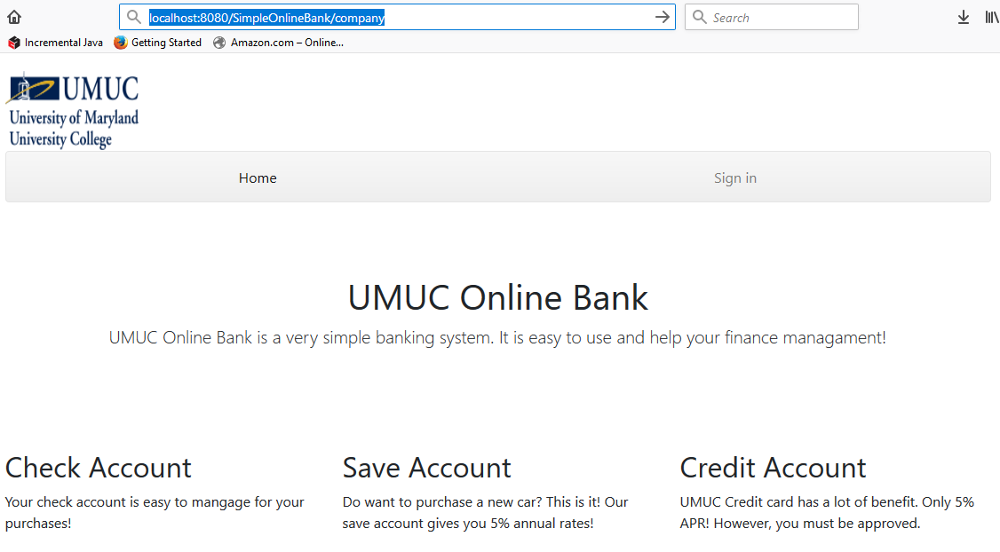 localhost:8080/SimpleOnlineBank/company
Search
Incremental Java
Getting Started
Amazon.com – Online...
UMUC
University of Maryland
University College
Home
Sign in
UMUC Online Bank
UMUC Online Bank is a very simple banking system. It is easy to use and help your finance managament!
Check Account
Your check account is easy to mangage for your
purchases!
Save Account
Do want to purchase a new car? This is it! Our
save account gives you 5% annual rates!
Credit Account
UMUC Credit card has a lot of benefit. Only 5%
APR! However, you must be approved.